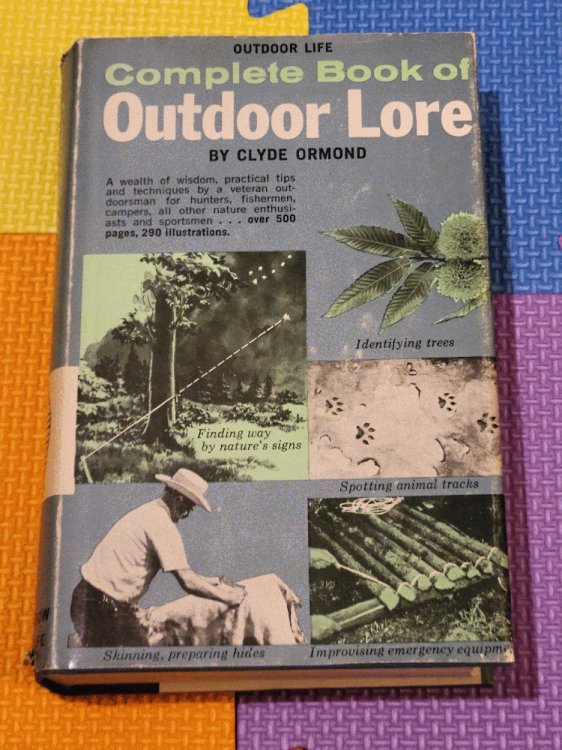 OUTDOOR LIFE
Complete Book of
Outdoor Lore
BY CLYDE ORMOND
A wealth of wisdom, practical tips
and techniques by a veteran out-
doorsman for hunters, fishermen,
campers, all other nature enthusi-
asts and sportsmen . . . over 500
pages, 290 illustrations.
Identifying trees
Finding way
by nature's signs
Spotting animal tracks
Skinning, preparing hides
Improvising emergency equipme